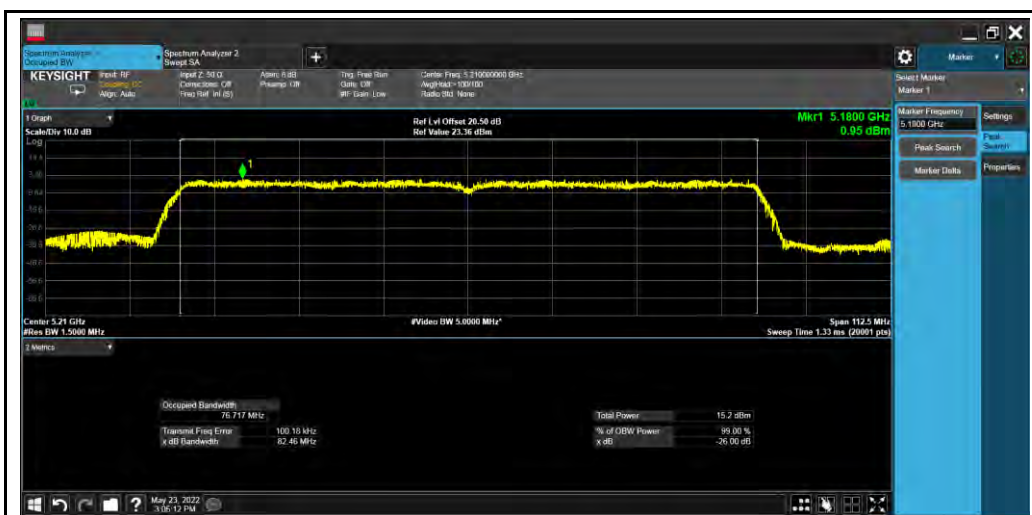 Spectrum Analyzer 1
Occupied BW
Spectrum Analyzer 2
Swept SA
Marker
KEYSIGHT
Input: RF
Coupling: DC
Align: Auto
Input Z: 50 Ω
Corrections: Off
Freq Ref: Int (S)
Atten: 6 dB
Preamp: Off
Trig: Free Run
Gate: Off
#IF Gain: Low
Center Freq: 5.210000000 GHz
Avg|Hold:>100/100
Radio Std: None
Select Marker
Marker 1
1 Graph
Scale/Div 10.0 dB
Log
Ref Lvl Offset 20.50 dB
Ref Value 23.36 dBm
Mkr1 5.1800 GHz
0.95 dBm
1
Marker Frequency
5.1800 GHz
Peak Search
Marker Delta
Settings
Peak
Search
Properties
Center 5.21 GHz
#Res BW 1.5000 MHz
#Video BW 5.0000 MHz*
Span 112.5 MHz
Sweep Time 1.33 ms (20001 pts)
2 Metrics
Occupied Bandwidth
76.717 MHz
Transmit Freq Error 100.18 kHz
x dB Bandwidth 82.46 MHz
Total Power 15.2 dBm
% of OBW Power 99.00 %
x dB -26.00 dB
May 23, 2022
3:05:12 PM